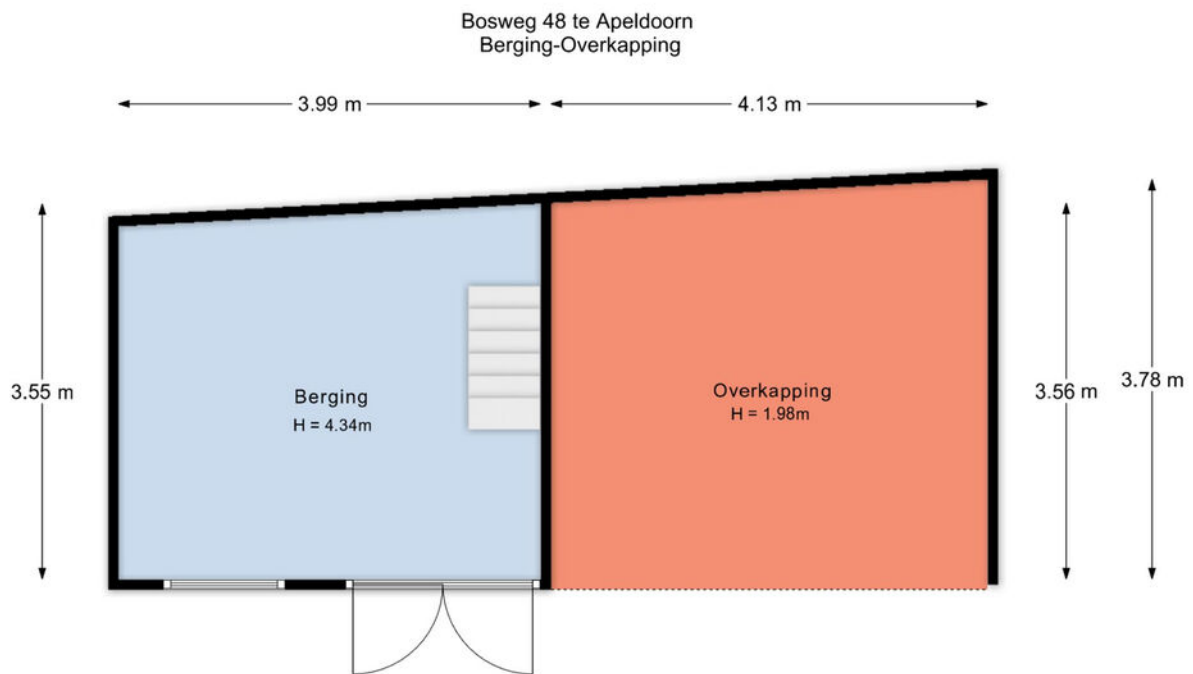 Bosweg 48 te Apeldoorn
Berging-Overkapping
3.99 m
4.13 m
3.55 m
Berging
H = 4.34m
Overkapping
H = 1.98m
3.56 m
3.78 m